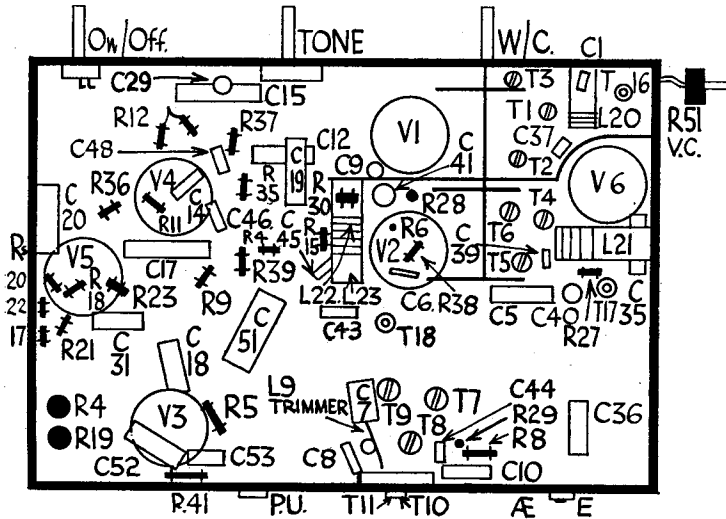 On/Off. TONE W/C. C1
C29 T3 T 16
C15 R51
R12 R37 T1 L20 V.C.
C48 C12 V1 C37
R 35 C 19 C9 C 41 T2
V4 R 30 V6
R36 C 14 R28 T4
C 20 R11 C46 C 45 R 15 R6 C 39 T6
R V5 C17 R4 V2 T5 L21
20 R 18 R23 R9 R39 L22 L23 C6 R38 C5 C4 T17 C 35
22 C 31 C 51 C43 T18 R27
17 R21
C 18
L9 C44
R4 V3 R5 TRIMMER C 7 T9 T7 R29 C36
R19 T8 R8
C52 C53 C8 C10
R.41 P.U. T11 T10 Æ E